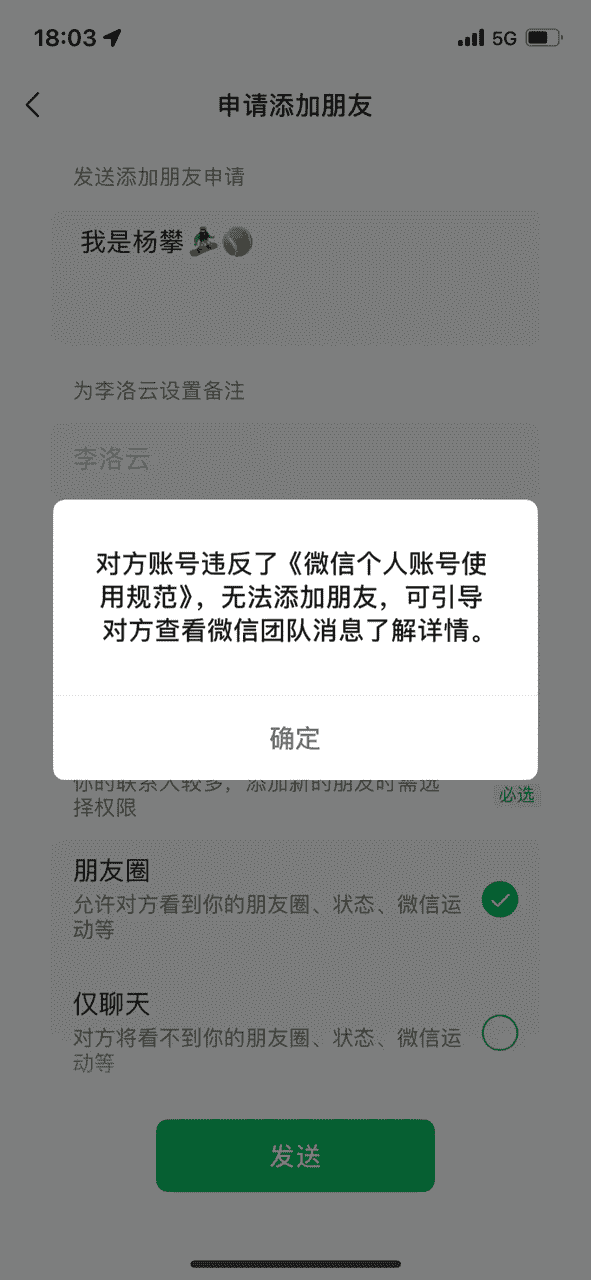 18:03
5G
申请添加朋友
发送添加朋友申请
我是杨攀
为李洛云设置备注
李洛云
对方账号违反了《微信个人账号使
用规范》，无法添加朋友，可引导
对方查看微信团队消息了解详情。
确定
你的联系人较多，添加新的朋友时需选
择权限
必选
朋友圈
允许对方看到你的朋友圈、状态、微信运
动等
仅聊天
对方将看不到你的朋友圈、状态、微信运
动等
发送